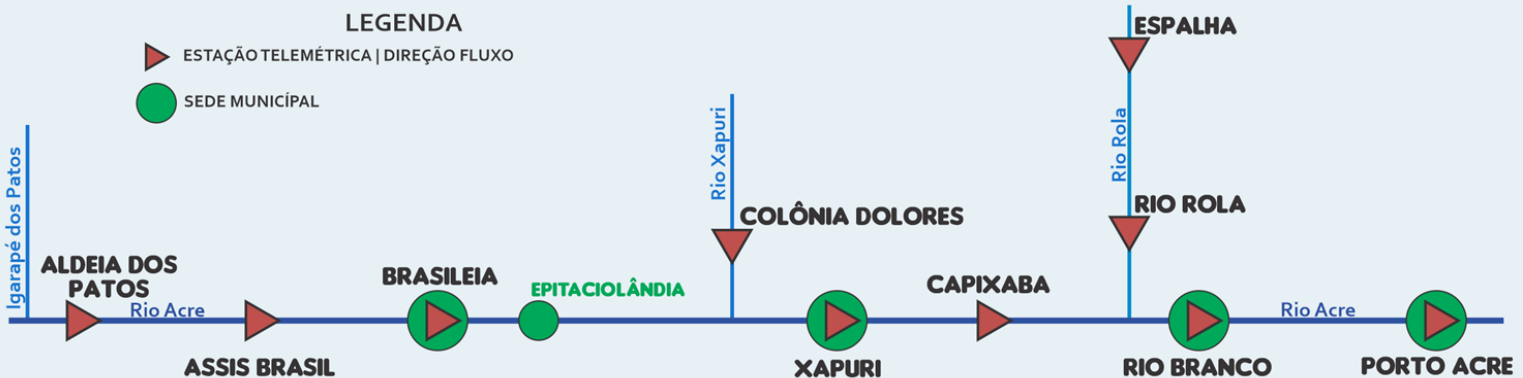 LEGENDA
ESTAÇÃO TELEMÉTRICA | DIREÇÃO FLUXO
SEDE MUNICÍPAL
Igarapé dos Patos
ALDEIA DOS
PATOS
Rio Acre
ASSIS BRASIL
BRASILEIA
EPITACIOLÂNDIA
Rio Xapuri
COLÔNIA DOLORES
XAPURI
CAPIXABA
ESPALHA
Rio Rola
RIO ROLA
RIO BRANCO
Rio Acre
PORTO ACRE